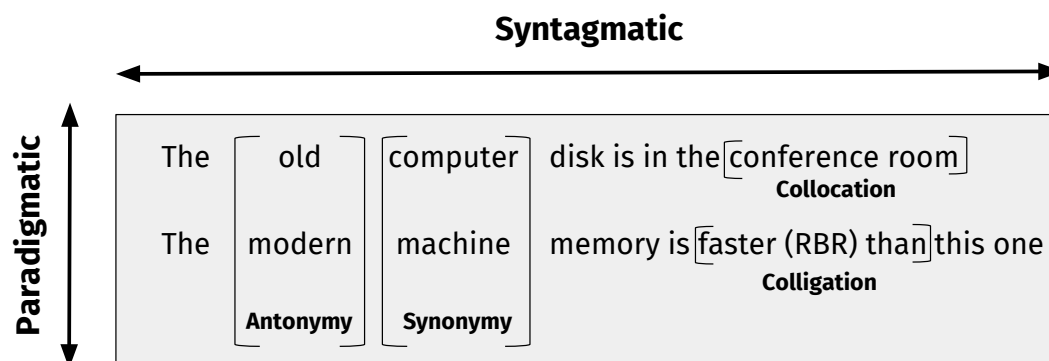 Syntagmatic
Paradigmatic
The old computer disk is in the conference room
Collocation
The modern machine memory is faster (RBR) than this one
Colligation
Antonymy Synonymy